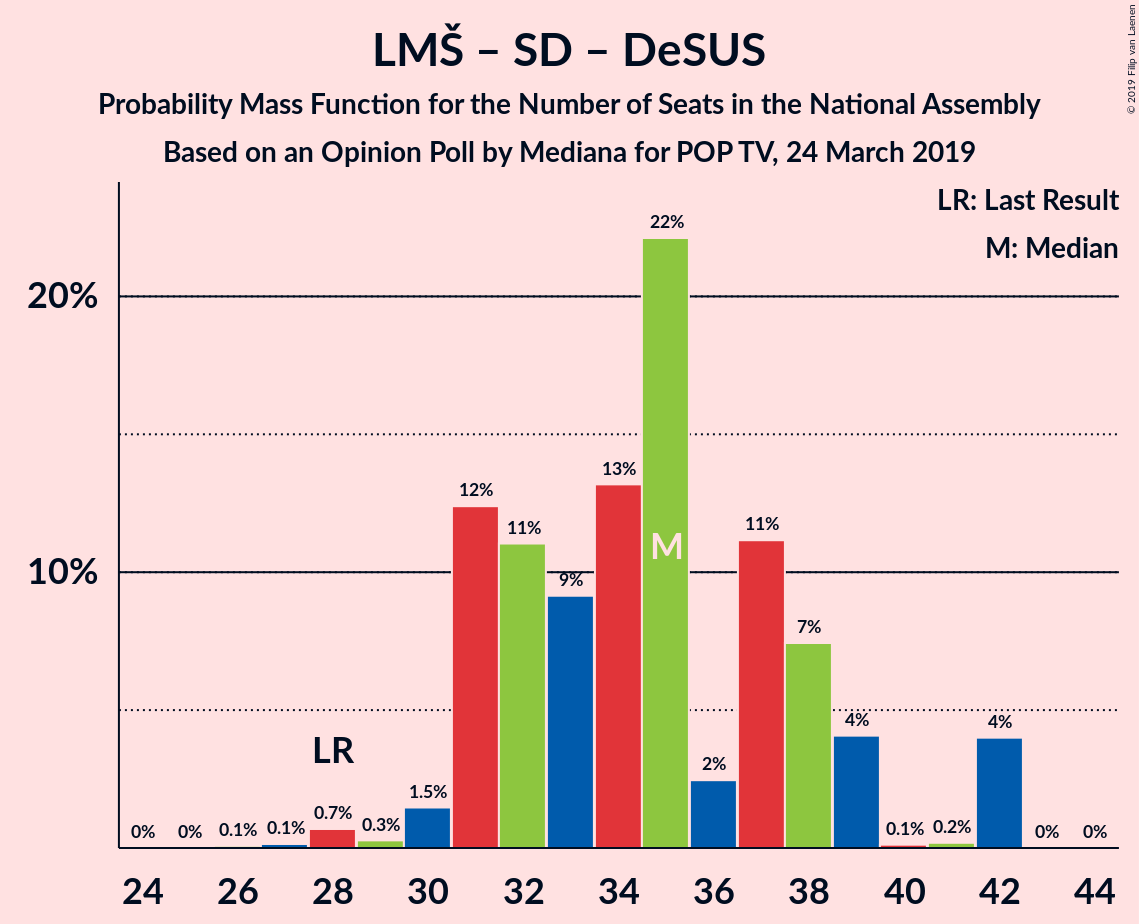 LMŠ – SD – DeSUS
Probability Mass Function for the Number of Seats in the National Assembly
Based on an Opinion Poll by Mediana for POP TV, 24 March 2019
© 2019 Filip van Laenen
LR: Last Result
M: Median
20%
10%
0%
0%
0.1%
0.1%
0.7%
0.3%
1.5%
12%
11%
9%
13%
22%
2%
11%
7%
4%
0.1%
0.2%
4%
0%
0%
LR
M
24 26 28 30 32 34 36 38 40 42 44